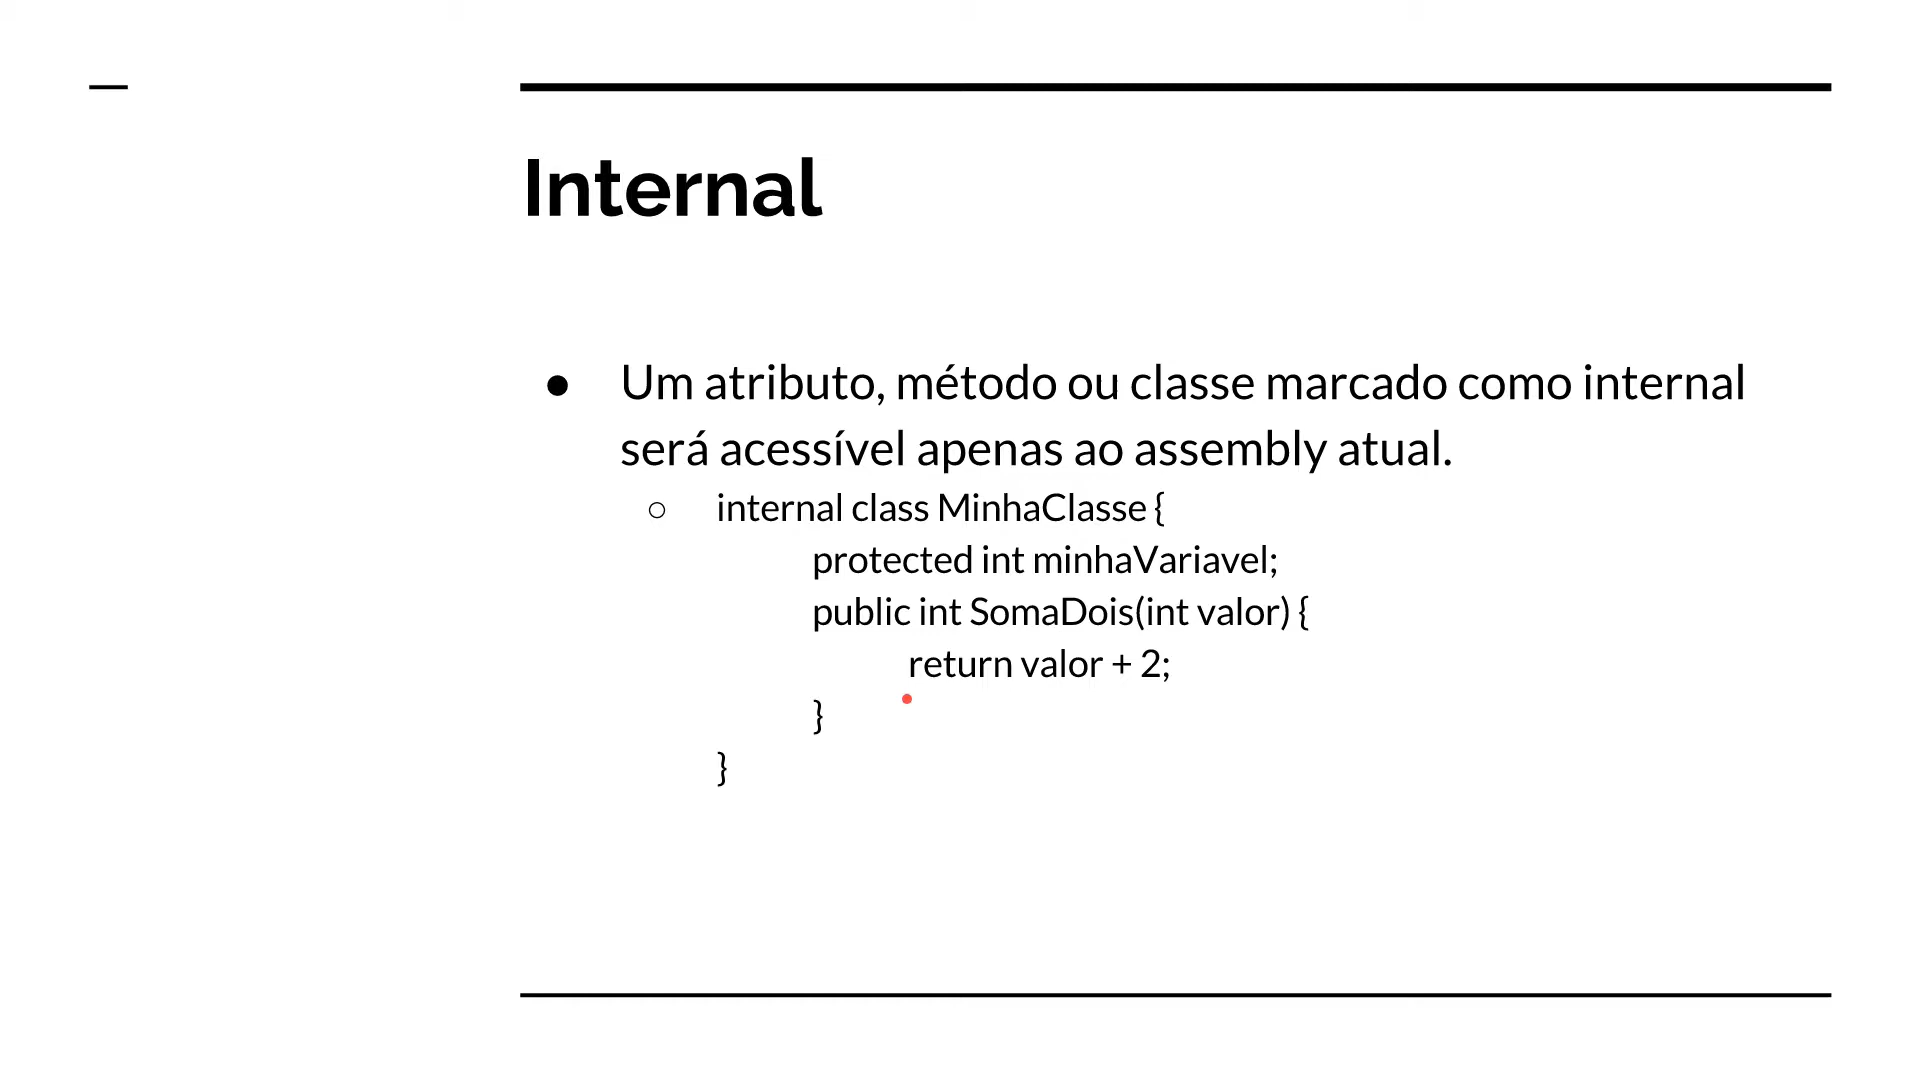 Internal
● Um atributo, método ou classe marcado como internal
será acessível apenas ao assembly atual.
○ internal class MinhaClasse {
protected int minhaVariavel;
public int SomaDois(int valor) {
return valor + 2;
}
}